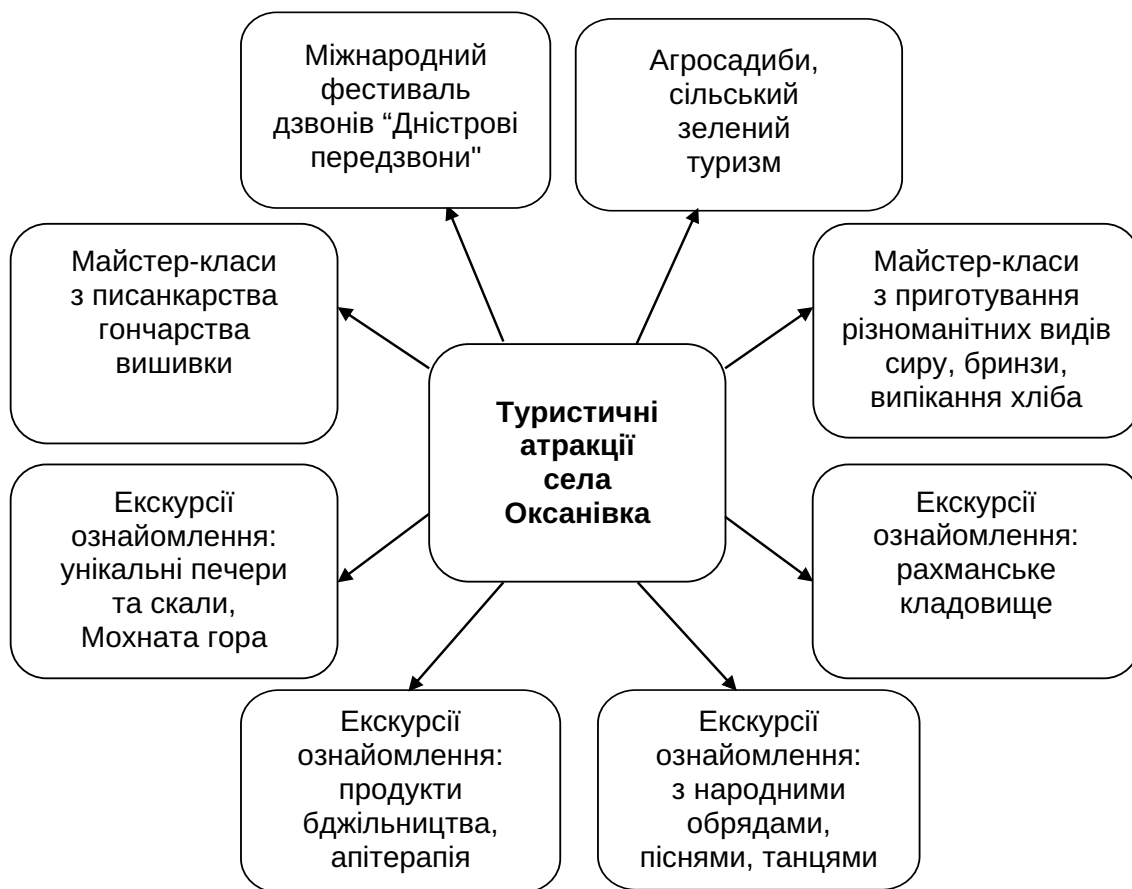 Міжнародний
фестиваль
дзвонів “Дністрові
передзвони"
Агросадиби,
сільський
зелений
туризм
Майстер-класи
з писанкарства
гончарства
вишивки
Майстер-класи
з приготування
різноманітних видів
сиру, бринзи,
випікання хліба
Туристичні
атракції
села
Оксанівка
Екскурсії
ознайомлення:
унікальні печери
та скали,
Мохната гора
Екскурсії
ознайомлення:
рахманське
кладовище
Екскурсії
ознайомлення:
продукти
бджільництва,
апітерапія
Екскурсії
ознайомлення:
з народними
обрядами,
піснями, танцями